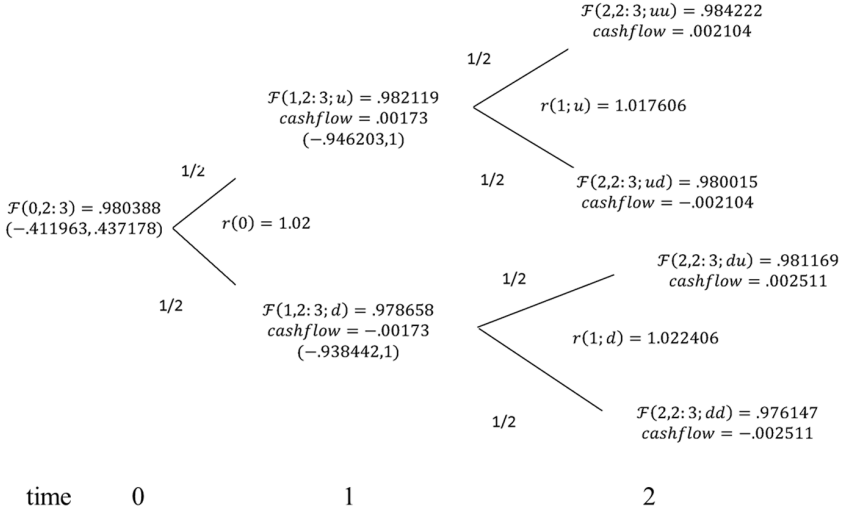 ℱ(2,2: 3; uu) = .984222
cashflow = .002104
1/2
ℱ(1,2: 3; u) = .982119
cashflow = .00173
(−.946203,1)
r(1; u) = 1.017606
1/2
1/2
ℱ(2,2: 3; ud) = .980015
cashflow = −.002104
ℱ(0,2: 3) = .980388
(−.411963, .437178)
r(0) = 1.02
1/2
ℱ(1,2: 3; d) = .978658
cashflow = −.00173
(−.938442,1)
1/2
ℱ(2,2: 3; du) = .981169
cashflow = .002511
r(1; d) = 1.022406
1/2
ℱ(2,2: 3; dd) = .976147
cashflow = −.002511
time 0 1 2